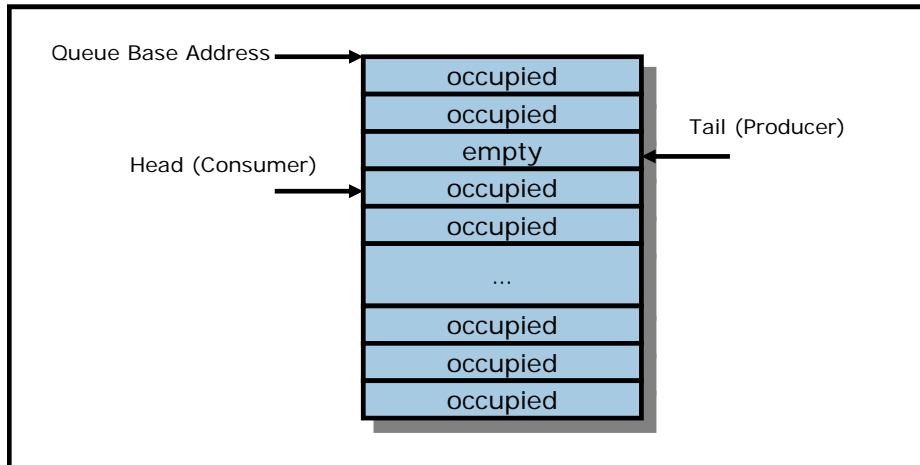 Queue Base Address
occupied
occupied
Tail (Producer)
empty
Head (Consumer)
occupied
occupied
...
occupied
occupied
occupied